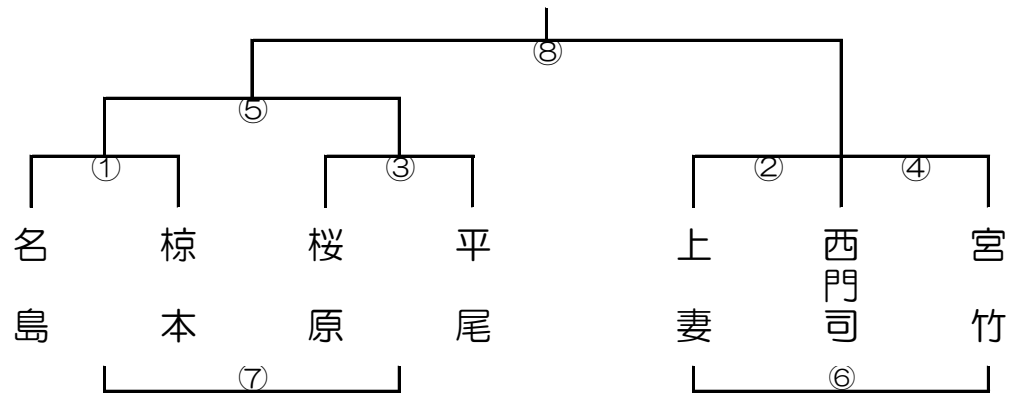 ⑧
⑤
① ③ ② ④
名島 椋本 桜原 平尾 上妻 西門司 宮竹
⑦ ⑥